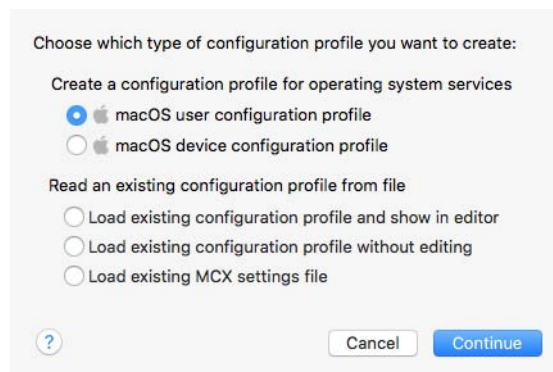 Choose which type of configuration profile you want to create:
Create a configuration profile for operating system services
macOS user configuration profile
macOS device configuration profile
Read an existing configuration profile from file
Load existing configuration profile and show in editor
Load existing configuration profile without editing
Load existing MCX settings file
? Cancel Continue